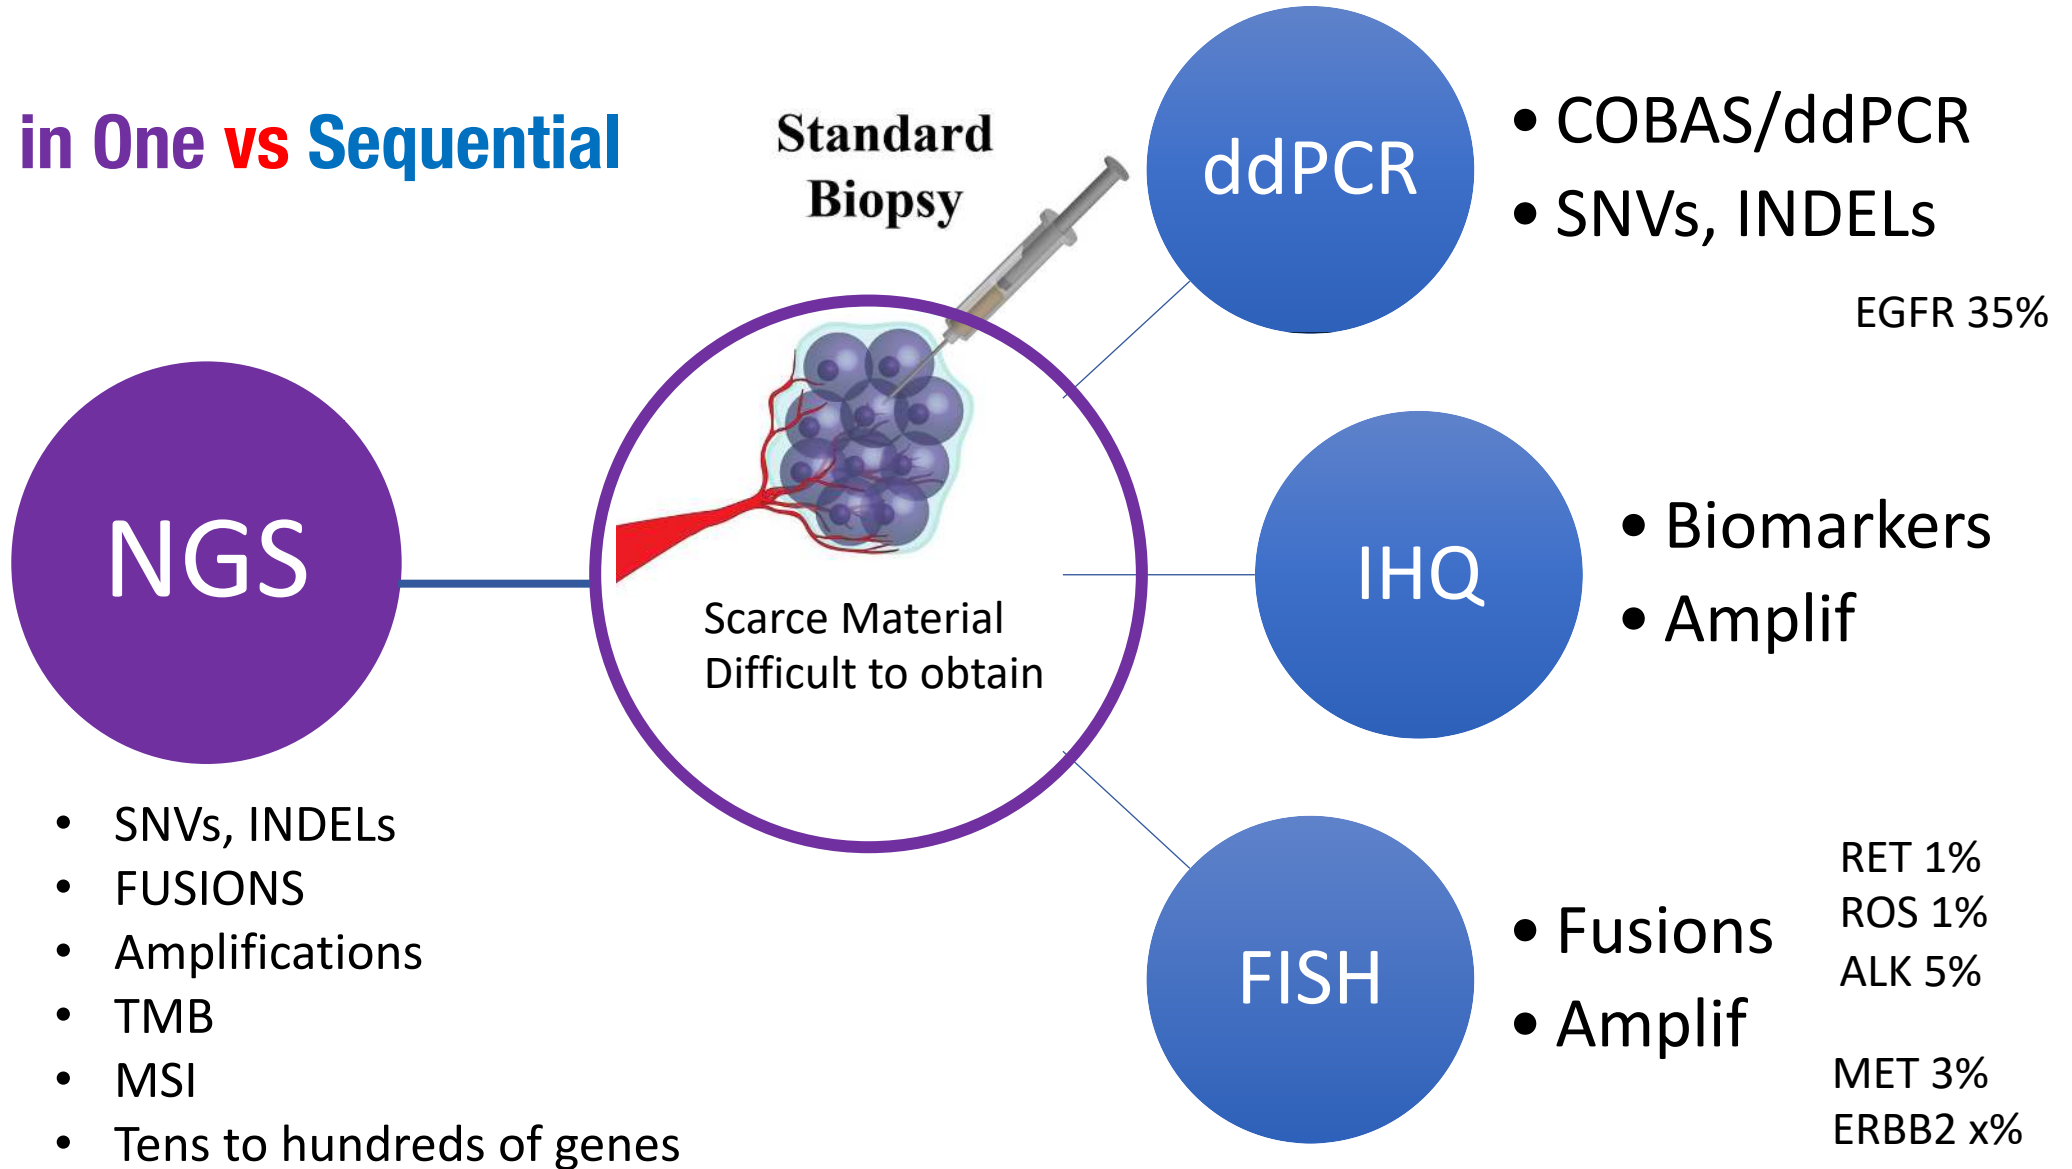 in One vs Sequential
Standard
Biopsy
Scarce Material
Difficult to obtain
NGS
• SNVs, INDELs
• FUSIONS
• Amplifications
• TMB
• MSI
• Tens to hundreds of genes
ddPCR
• COBAS/ddPCR
• SNVs, INDELs
EGFR 35%
IHQ
• Biomarkers
• Amplif
FISH
• Fusions
• Amplif
RET 1%
ROS 1%
ALK 5%
MET 3%
ERBB2 x%